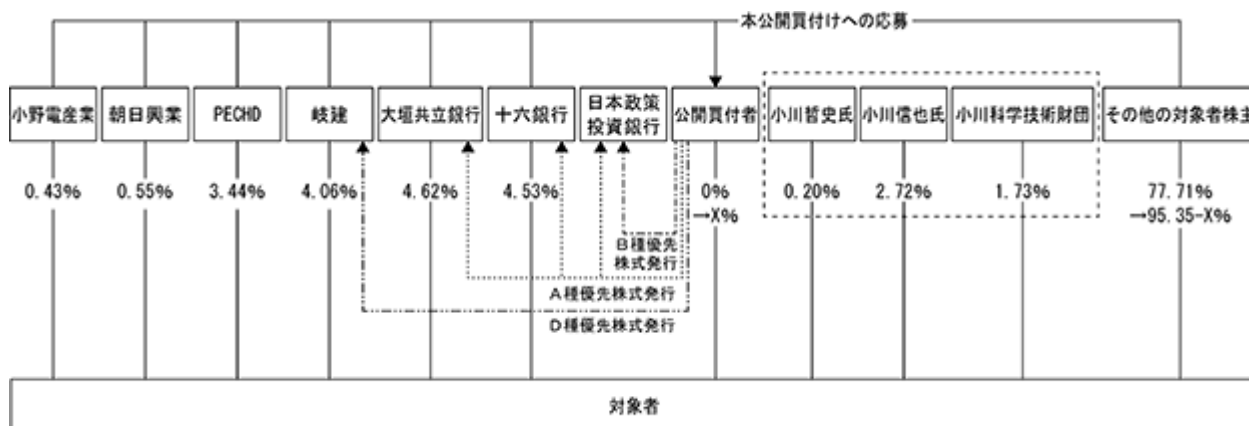 本公開買付けへの応募
小野電産業
朝日興業
PECHD
岐建
大垣共立銀行
十六銀行
日本政策
投資銀行
公開買付者
小川哲史氏
小川信也氏
小川科学技術財団
その他の対象者株主
0.43%
0.55%
3.44%
4.06%
4.62%
4.53%
0%
→X%
0.20%
2.72%
1.73%
77.71%
→95.35-X%
B種優先
株式発行
A種優先株式発行
D種優先株式発行
対象者